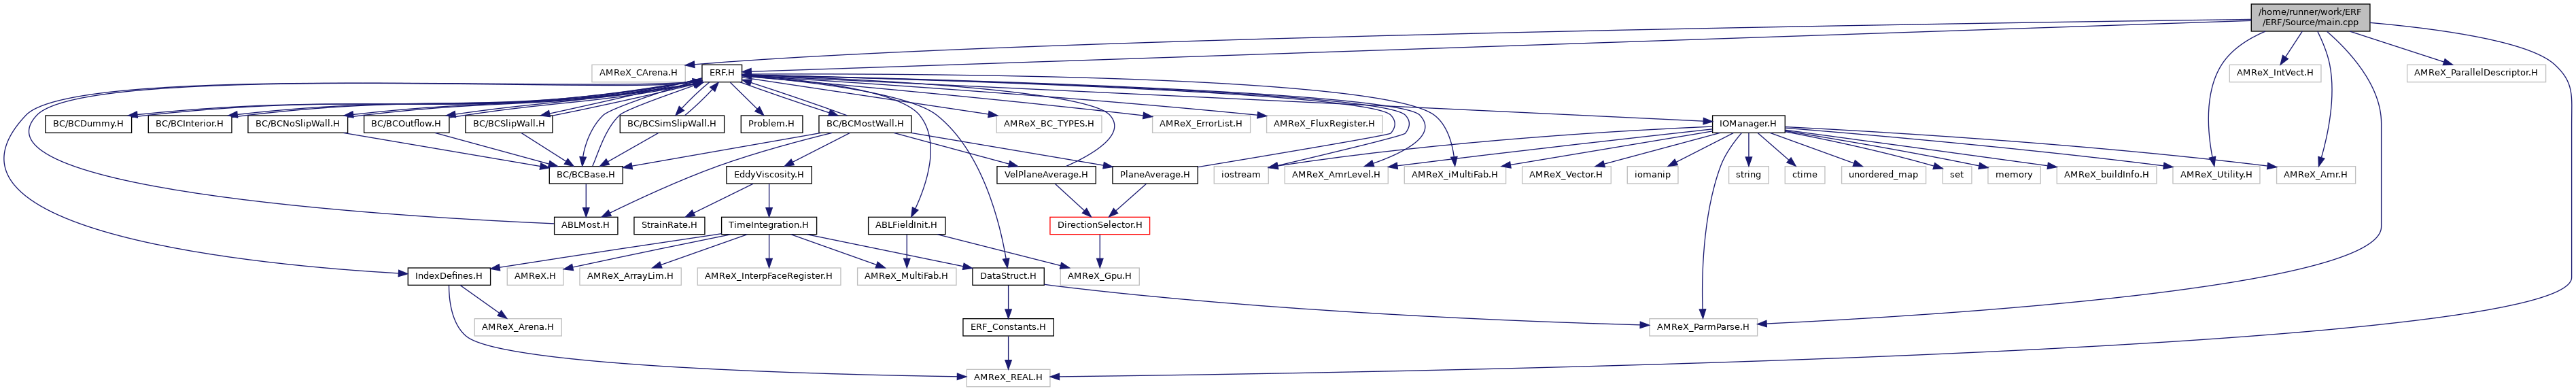 /home/runner/work/ERF
/ERF/Source/main.cpp
AMReX_CArena.H
ERF.H
AMReX_IntVect.H
AMReX_ParallelDescriptor.H
BC/BCDummy.H
BC/BCInterior.H
BC/BCNoSlipWall.H
BC/BCOutflow.H
BC/BCSlipWall.H
BC/BCSimSlipWall.H
Problem.H
BC/BCMostWall.H
AMReX_BC_TYPES.H
AMReX_ErrorList.H
AMReX_FluxRegister.H
IOManager.H
BC/BCBase.H
EddyViscosity.H
VelPlaneAverage.H
PlaneAverage.H
iostream
AMReX_AmrLevel.H
AMReX_iMultiFab.H
AMReX_Vector.H
iomanip
string
ctime
unordered_map
set
memory
AMReX_buildInfo.H
AMReX_Utility.H
AMReX_Amr.H
ABLMost.H
StrainRate.H
TimeIntegration.H
ABLFieldInit.H
DirectionSelector.H
IndexDefines.H
AMReX.H
AMReX_ArrayLim.H
AMReX_InterpFaceRegister.H
AMReX_MultiFab.H
DataStruct.H
AMReX_Gpu.H
AMReX_Arena.H
ERF_Constants.H
AMReX_ParmParse.H
AMReX_REAL.H